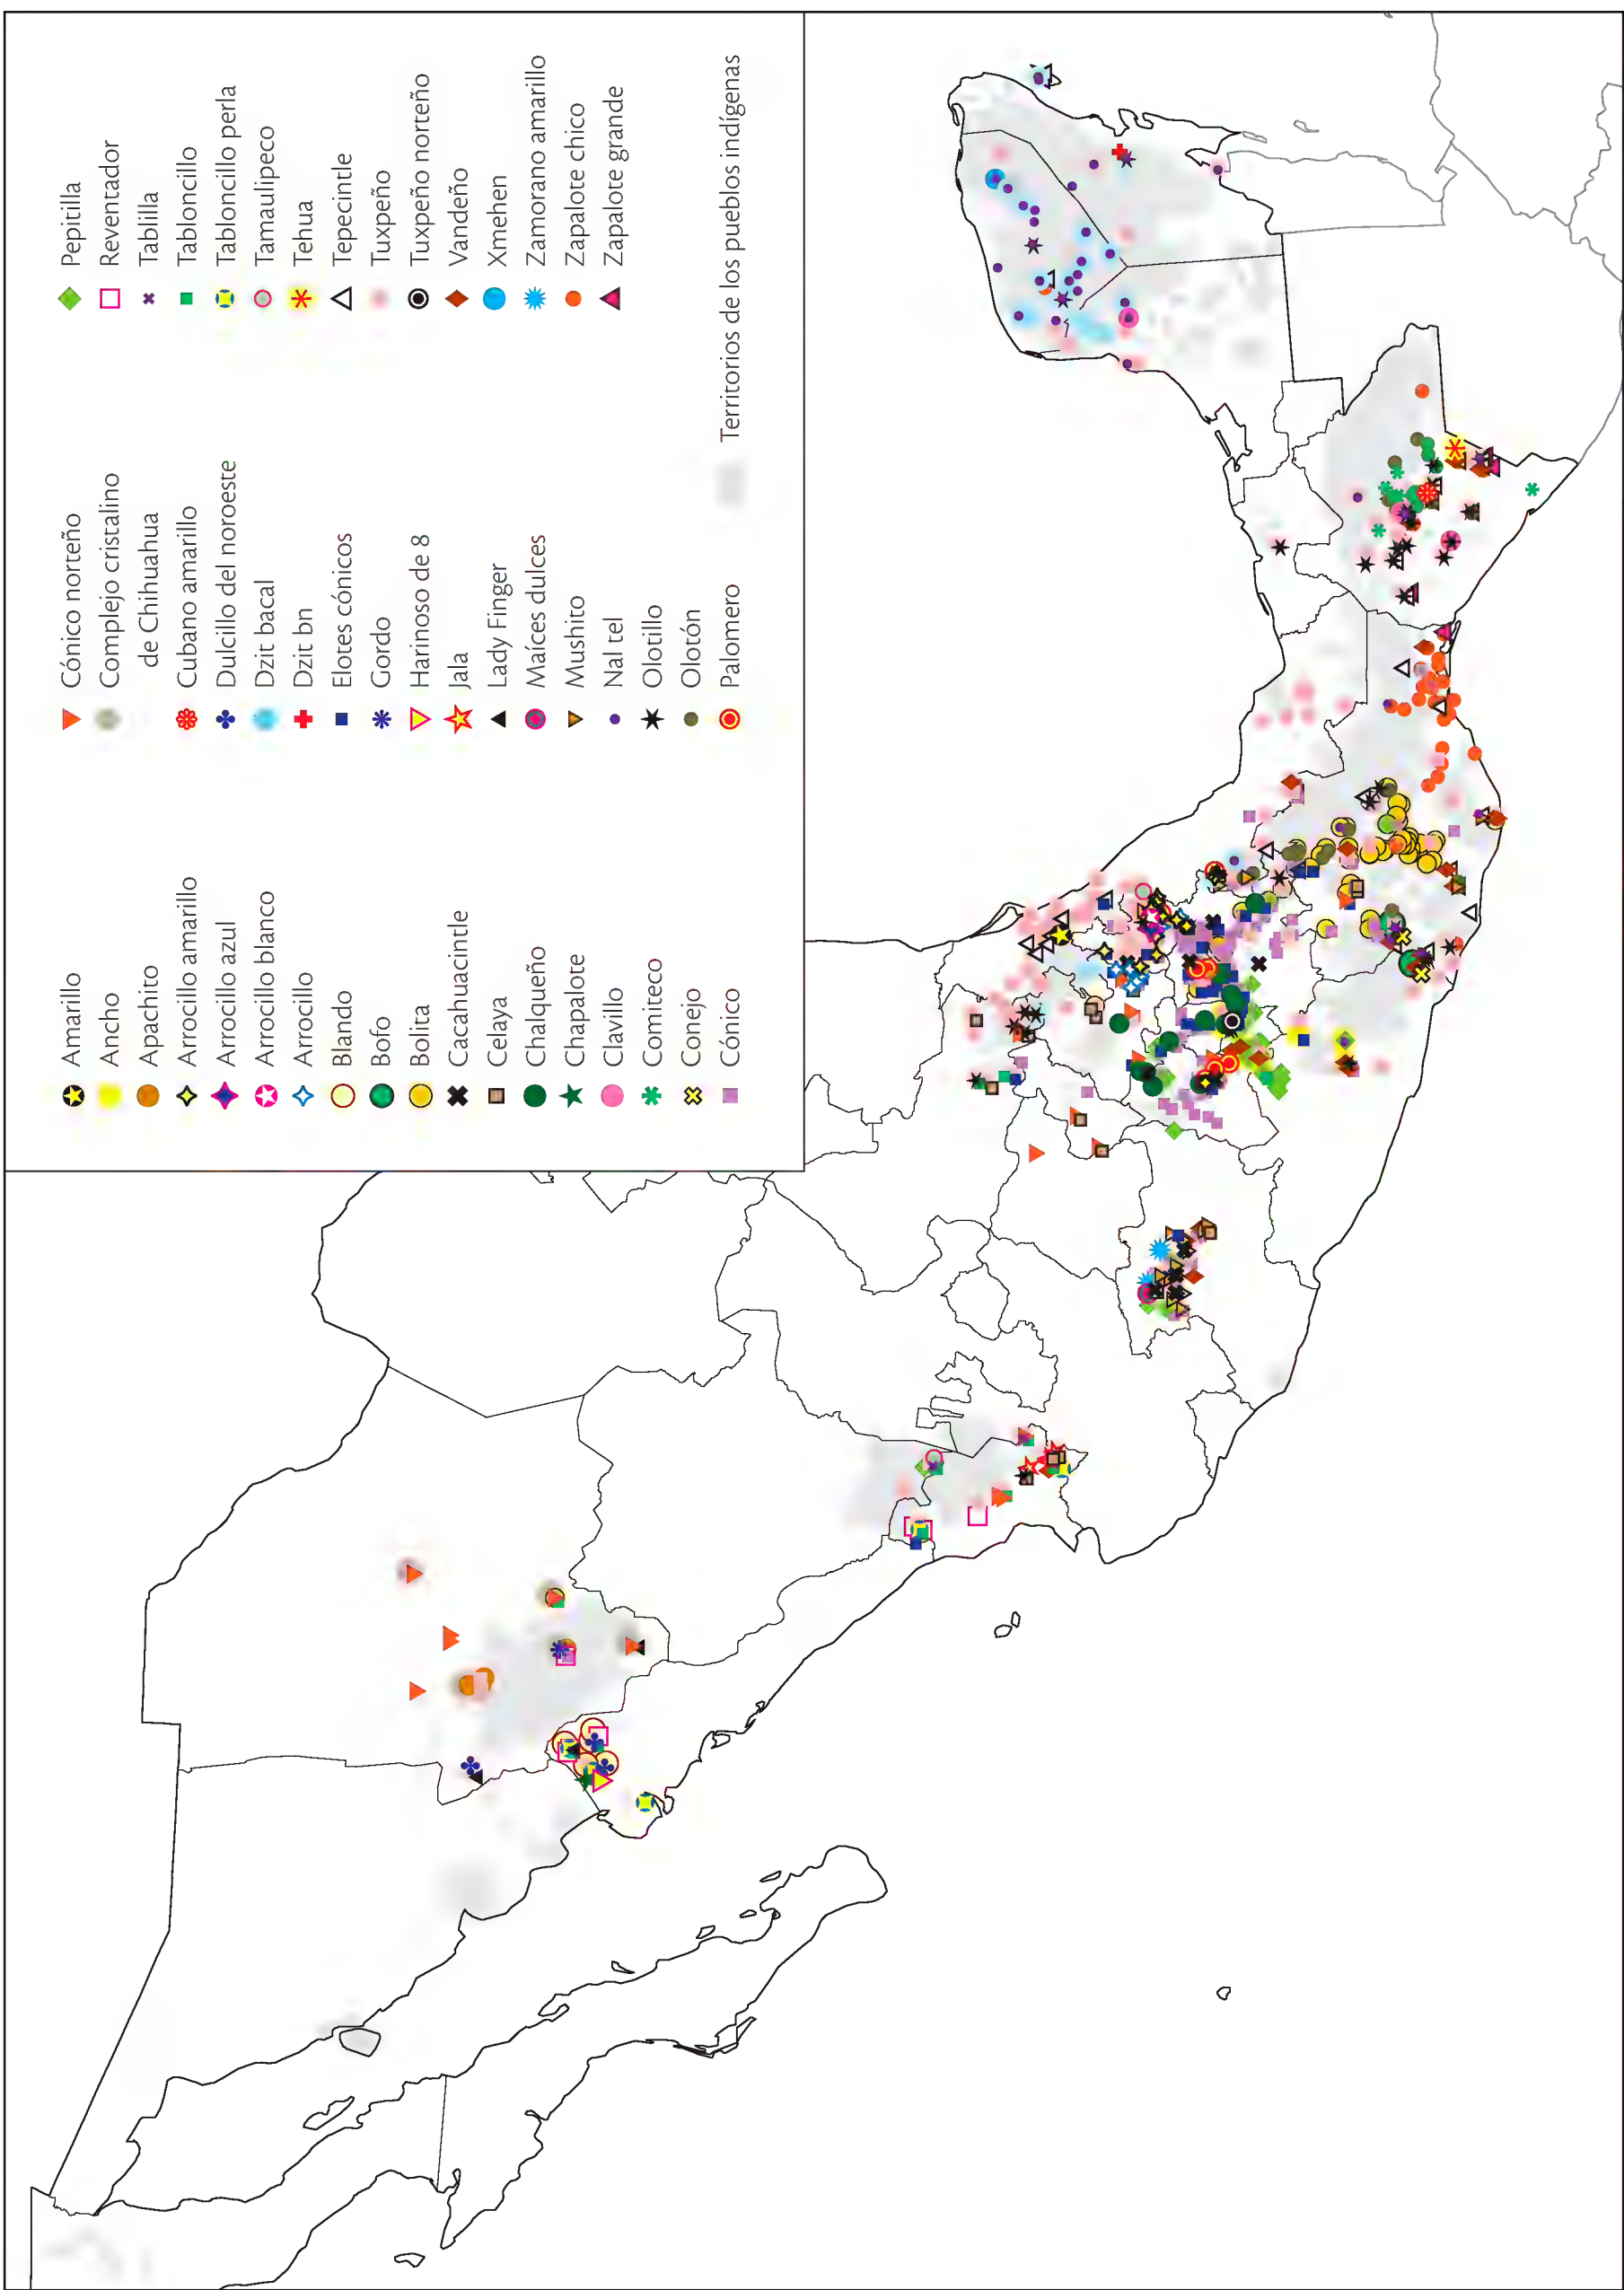 Amarillo
Ancho
Apachito
Arrocillo amarillo
Arrocillo azul
Arrocillo blanco
Arrocillo
Blando
Bofo
Bolita
Cacahuacintle
Celaya
Chalqueño
Chapalote
Clavillo
Comiteco
Conejo
Cónico
Cónico norteño
Complejo cristalino
de Chihuahua
Cubano amarillo
Dulcillo del noroeste
Dzit bacal
Dzit bn
Elotes cónicos
Gordo
Harinoso de 8
Jala
Lady Finger
Maíces dulces
Mushito
Nal tel
Olotillo
Olotón
Palomero
Pepitilla
Reventador
Tablilla
Tabloncillo
Tabloncillo perla
Tamaulipeco
Tehua
Tepecintle
Tuxpeño
Tuxpeño norteño
Vandeño
Xmehen
Zamorano amarillo
Zapalote chico
Zapalote grande
Territorios de los pueblos indígenas